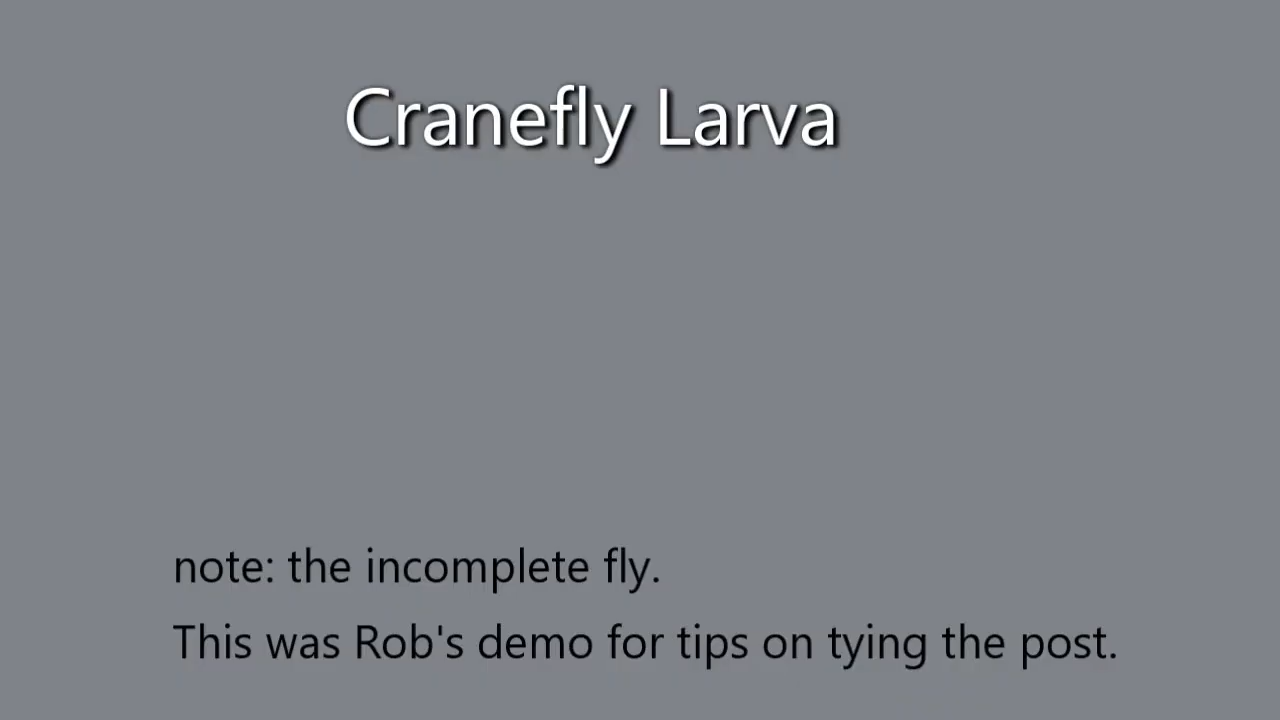 Cranefly Larva
note: the incomplete fly.
This was Rob's demo for tips on tying the post.